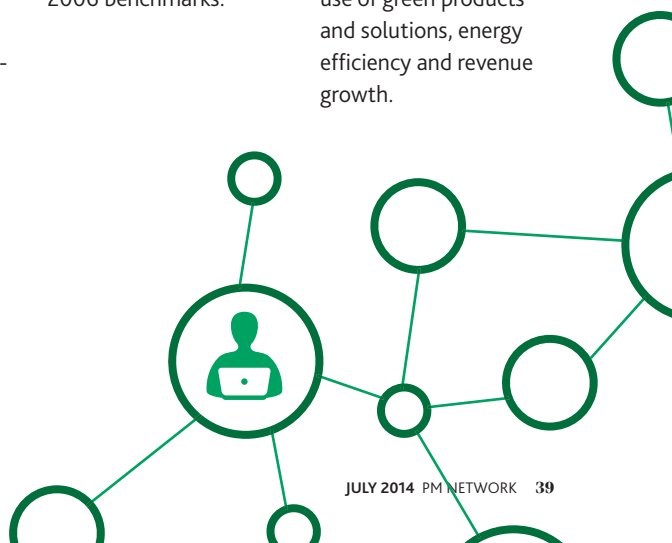 2006 benchmarks.
-
use of green products
and solutions, energy
efficiency and revenue
growth.
JULY 2014 PM NETWORK 39